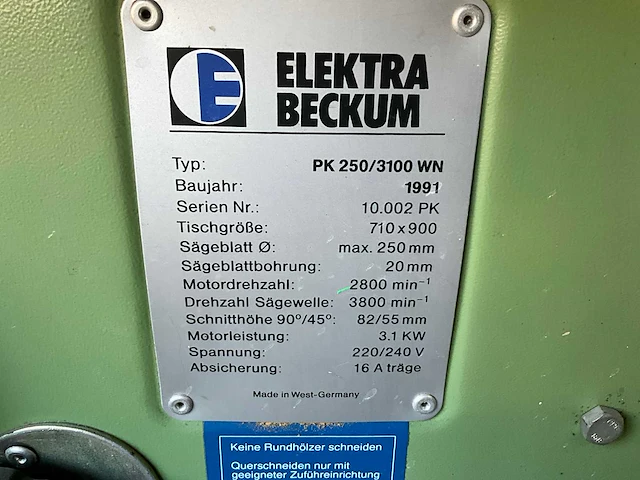 E ELEKTRA
BECKUM
Typ: PK 250/3100 WN
Baujahr: 1991
Serien Nr.: 10.002 PK
Tischgröße: 710 x 900
Sägeblatt Ø: max. 250 mm
Sägeblattbohrung: 20 mm
Motordrehzahl: 2800 min⁻¹
Drehzahl Sägewelle: 3800 min⁻¹
Schnitthöhe 90°/45°: 82/55 mm
Motorleistung: 3.1 KW
Spannung: 220/240 V
Absicherung: 16 A träge
Made in West-Germany
Keine Rundhölzer schneiden
Querschneiden nur mit
geeigneter Zuführeinrichtung